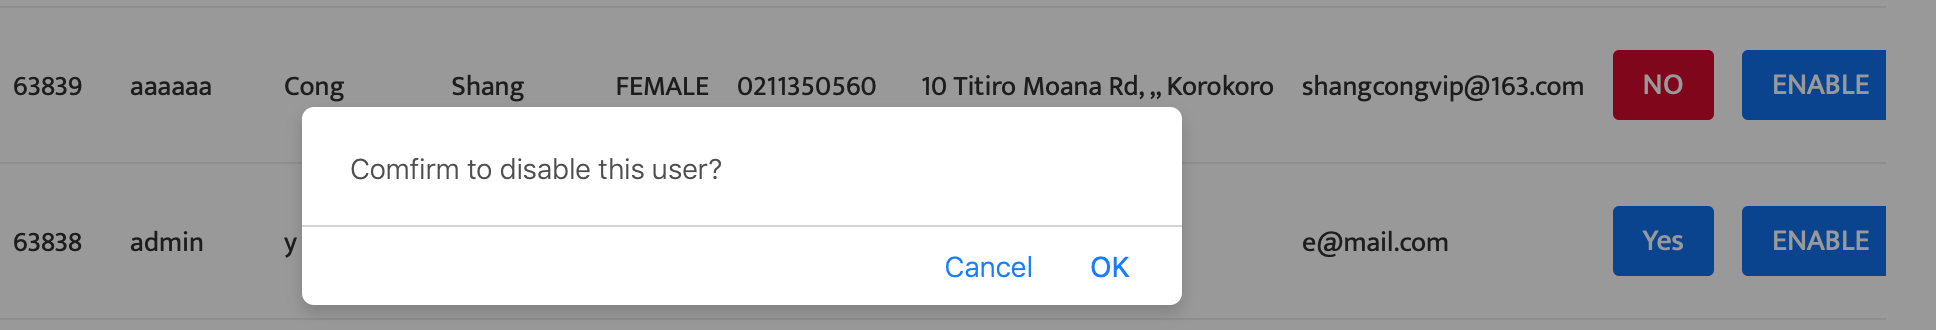 63839 aaaaaa Cong Shang FEMALE 0211350560 10 Titiro Moana Rd, ,, Korokoro shangcongvip@163.com NO ENABLE
Comfirm to disable this user?
63838 admin y e@mail.com Yes ENABLE
Cancel OK